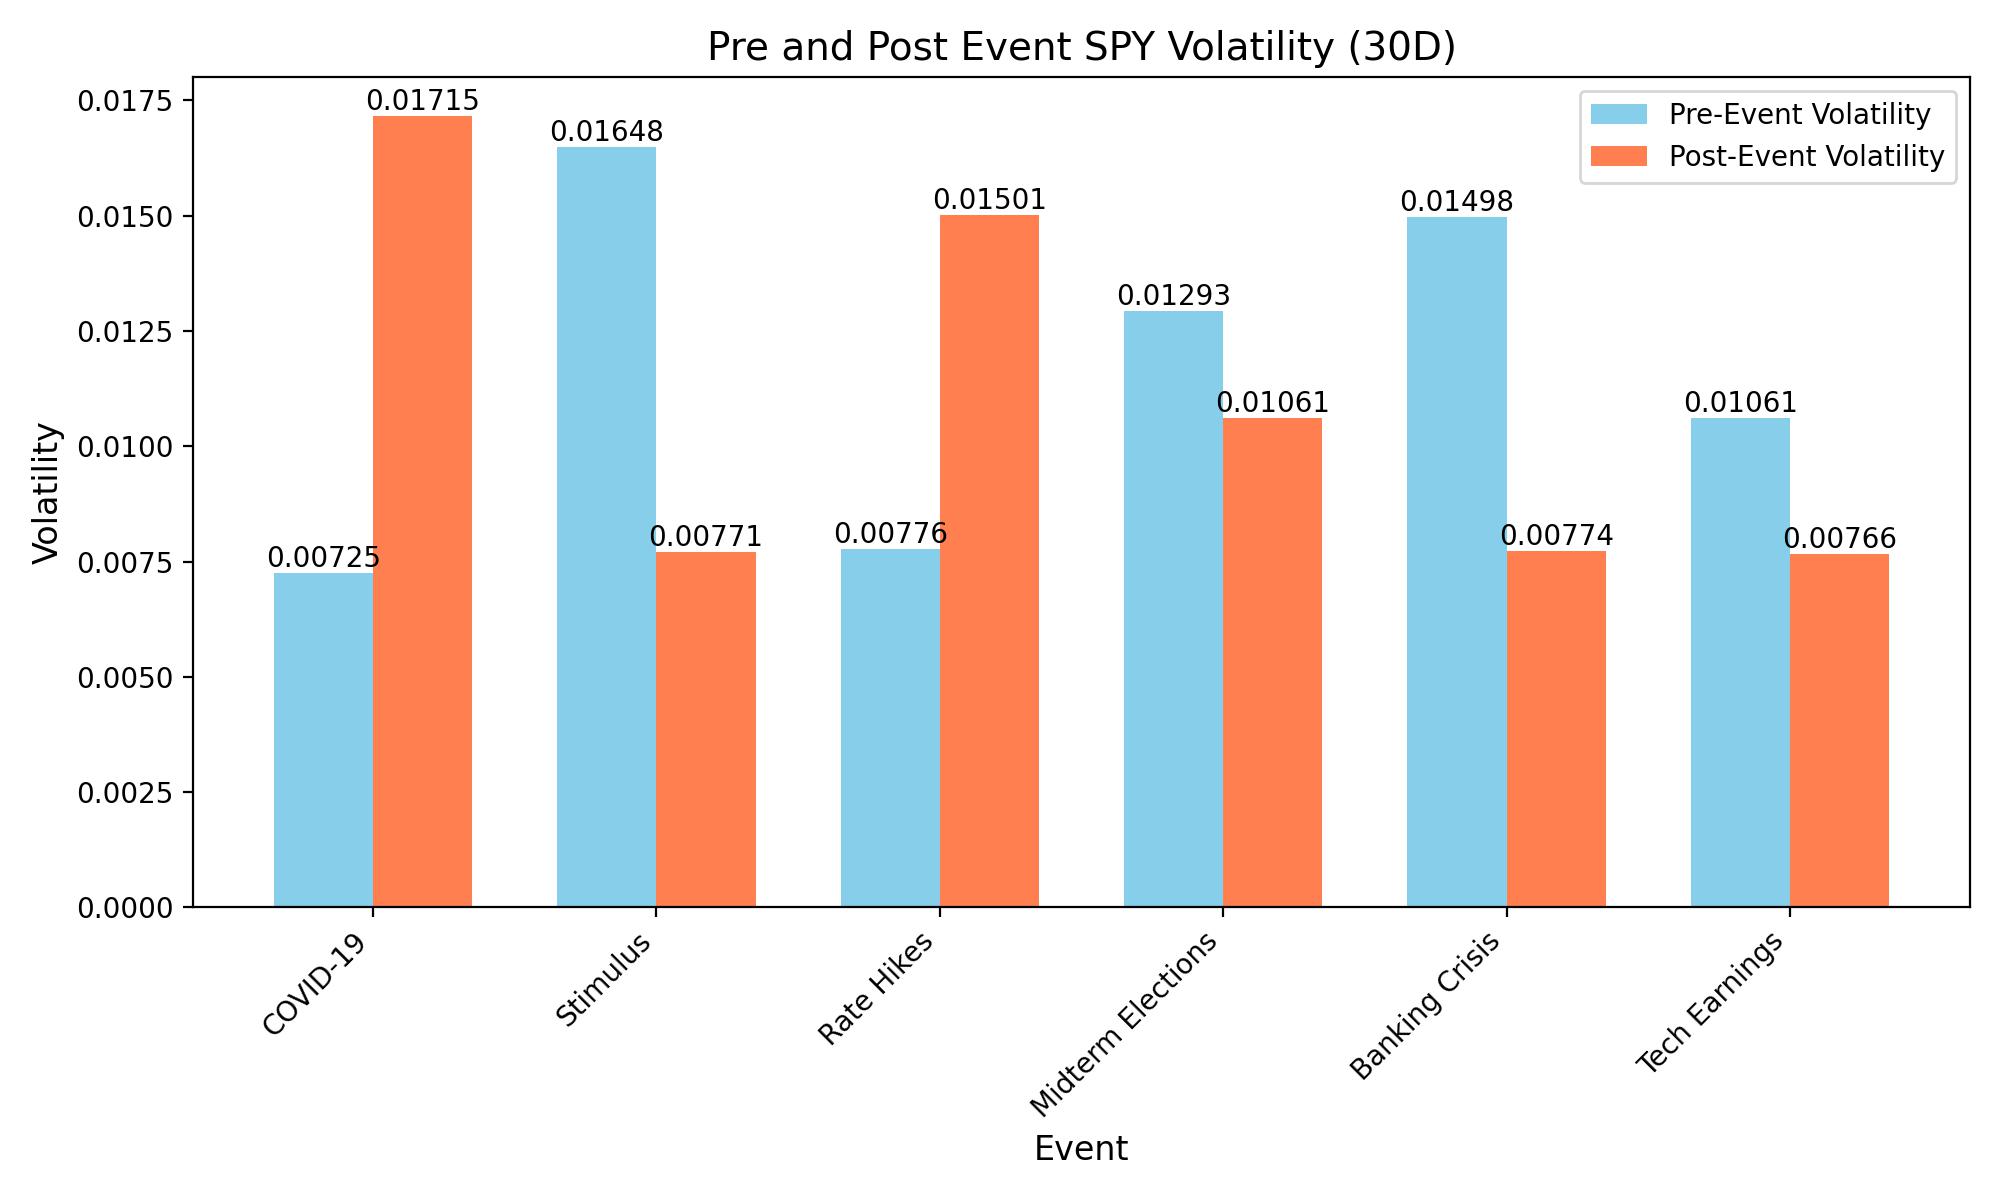 Pre and Post Event SPY Volatility (30D)
Pre-Event Volatility
Post-Event Volatility
Volatility
0.0175
0.0150
0.0125
0.0100
0.0075
0.0050
0.0025
0.0000
0.00725
0.01715
0.01648
0.00771
0.00776
0.01501
0.01293
0.01061
0.01498
0.00774
0.01061
0.00766
COVID-19
Stimulus
Rate Hikes
Midterm Elections
Banking Crisis
Tech Earnings
Event